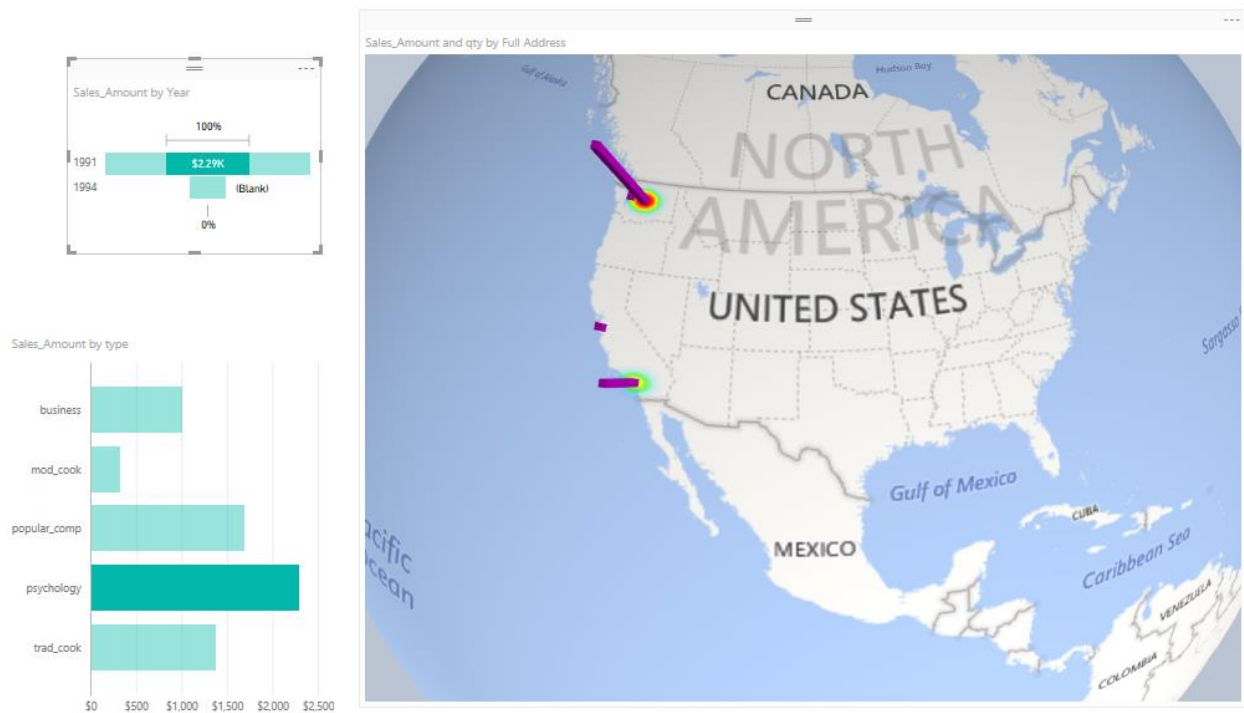 Sales_Amount by Year
100%
1991
$2.29K
1994
(Blank)
0%
Sales_Amount by type
business
mod_cook
popular_comp
psychology
trad_cook
$0 $500 $1,000 $1,500 $2,000 $2,500
Sales_Amount and qty by Full Address
Gulf of Alaska
Hudson Bay
CANADA
NORTH
AMERICA
UNITED STATES
Sargasso
Gulf of Mexico
CUBA
MEXICO
Caribbean Sea
acific
cean
VENEZUELA
COLOMBIA